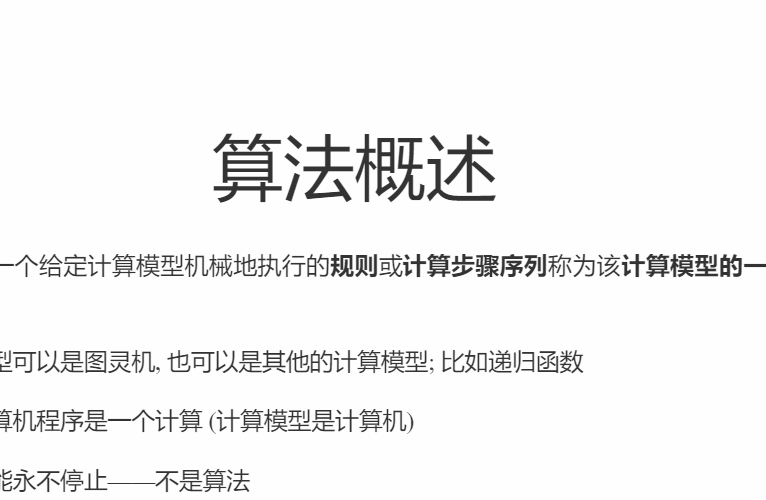 算法概述
一个给定计算模型机械地执行的规则或计算步骤序列称为该计算模型的一
型可以是图灵机, 也可以是其他的计算模型; 比如递归函数
算机程序是一个计算 (计算模型是计算机)
能永不停止——不是算法